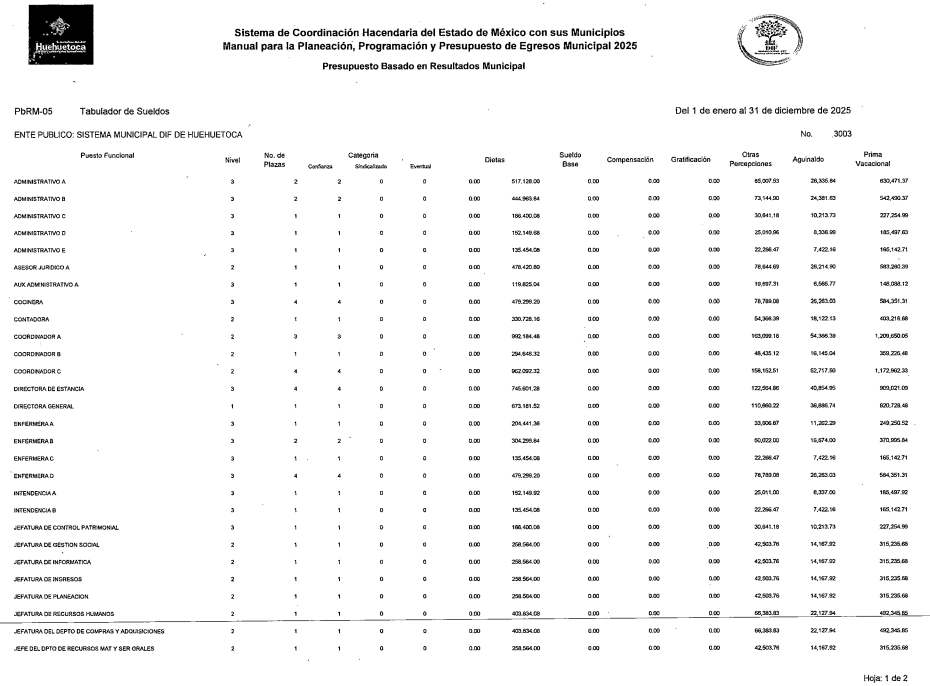 Huehuetoca
Sistema de Coordinación Hacendaria del Estado de México con sus Municipios
Manual para la Planeación, Programación y Presupuesto de Egresos Municipal 2025
Presupuesto Basado en Resultados Municipal
DIF
PbRM-05 Tabulador de Sueldos Del 1 de enero al 31 de diciembre de 2025
ENTE PUBLICO: SISTEMA MUNICIPAL DIF DE HUEHUETOCA No. 3003
Puesto Funcional Nivel No. de Plazas Categoria Confianza Sindicalizado Eventual Dietas Sueldo Base Compensación Gratificación Otras Percepciones Aguinaldo Prima Vacacional
ADMINISTRATIVO A 3 2 2 0 0 0.00 517,128.00 0.00 0.00 0.00 85,007.53 28,335.84 630,471.37
ADMINISTRATIVO B 3 2 2 0 0 0.00 444,963.84 0.00 0.00 0.00 73,144.90 24,381.63 542,490.37
ADMINISTRATIVO C 3 1 1 0 0 0.00 186,400.08 0.00 0.00 0.00 30,641.18 10,213.73 227,254.99
ADMINISTRATIVO D 3 1 1 0 0 0.00 152,149.68 0.00 0.00 0.00 25,010.96 8,336.99 185,497.63
ADMINISTRATIVO E 3 1 1 0 0 0.00 135,454.08 0.00 0.00 0.00 22,266.47 7,422.16 165,142.71
ASESOR JURIDICO A 2 1 1 0 0 0.00 478,420.80 0.00 0.00 0.00 78,644.69 26,214.90 583,280.39
AUX ADMINISTRATIVO A 3 1 1 0 0 0.00 119,825.04 0.00 0.00 0.00 19,697.31 6,565.77 146,088.12
COCINERA 3 4 4 0 0 0.00 479,299.20 0.00 0.00 0.00 78,789.08 26,263.03 584,351.31
CONTADORA 2 1 1 0 0 0.00 330,728.16 0.00 0.00 0.00 54,366.39 18,122.13 403,216.68
COORDINADOR A 2 3 3 0 0 0.00 992,184.48 0.00 0.00 0.00 163,099.18 54,366.39 1,209,650.05
COORDINADOR B 2 1 1 0 0 0.00 294,646.32 0.00 0.00 0.00 48,435.12 16,145.04 359,226.48
COORDINADOR C 2 4 4 0 0 0.00 962,092.32 0.00 0.00 0.00 158,152.51 52,717.50 1,172,962.33
DIRECTORA DE ESTANCIA 3 4 4 0 0 0.00 745,601.28 0.00 0.00 0.00 122,564.86 40,854.95 909,021.09
DIRECTORA GENERAL 1 1 1 0 0 0.00 673,181.52 0.00 0.00 0.00 110,660.22 36,886.74 820,728.48
ENFERMERA A 3 1 1 0 0 0.00 204,441.36 0.00 0.00 0.00 33,606.87 11,202.29 249,250.52
ENFERMERA B 3 2 2 0 0 0.00 304,299.84 0.00 0.00 0.00 50,022.00 16,674.00 370,995.84
ENFERMERA C 3 1 1 0 0 0.00 135,454.08 0.00 0.00 0.00 22,266.47 7,422.16 165,142.71
ENFERMERA D 3 4 4 0 0 0.00 479,299.20 0.00 0.00 0.00 78,789.08 26,263.03 584,351.31
INTENDENCIA A 3 1 1 0 0 0.00 152,149.92 0.00 0.00 0.00 25,011.00 8,337.00 185,497.92
INTENDENCIA B 3 1 1 0 0 0.00 135,454.08 0.00 0.00 0.00 22,266.47 7,422.16 165,142.71
JEFATURA DE CONTROL PATRIMONIAL 3 1 1 0 0 0.00 186,400.08 0.00 0.00 0.00 30,641.18 10,213.73 227,254.99
JEFATURA DE GESTION SOCIAL 2 1 1 0 0 0.00 258,564.00 0.00 0.00 0.00 42,503.76 14,167.92 315,235.68
JEFATURA DE INFORMATICA 2 1 1 0 0 0.00 258,564.00 0.00 0.00 0.00 42,503.76 14,167.92 315,235.68
JEFATURA DE INGRESOS 2 1 1 0 0 0.00 258,564.00 0.00 0.00 0.00 42,503.76 14,167.92 315,235.68
JEFATURA DE PLANEACION 2 1 1 0 0 0.00 258,564.00 0.00 0.00 0.00 42,503.76 14,167.92 315,235.68
JEFATURA DE RECURSOS HUMANOS 2 1 1 0 0 0.00 403,834.08 0.00 0.00 0.00 66,383.83 22,127.94 492,345.85
JEFATURA DEL DEPTO DE COMPRAS Y ADQUISICIONES 2 1 1 0 0 0.00 403,834.08 0.00 0.00 0.00 66,383.83 22,127.94 492,345.85
JEFE DEL DPTO DE RECURSOS MAT Y SER GRALES 2 1 1 0 0 0.00 258,564.00 0.00 0.00 0.00 42,503.76 14,167.92 315,235.68
Hoja: 1 de 2